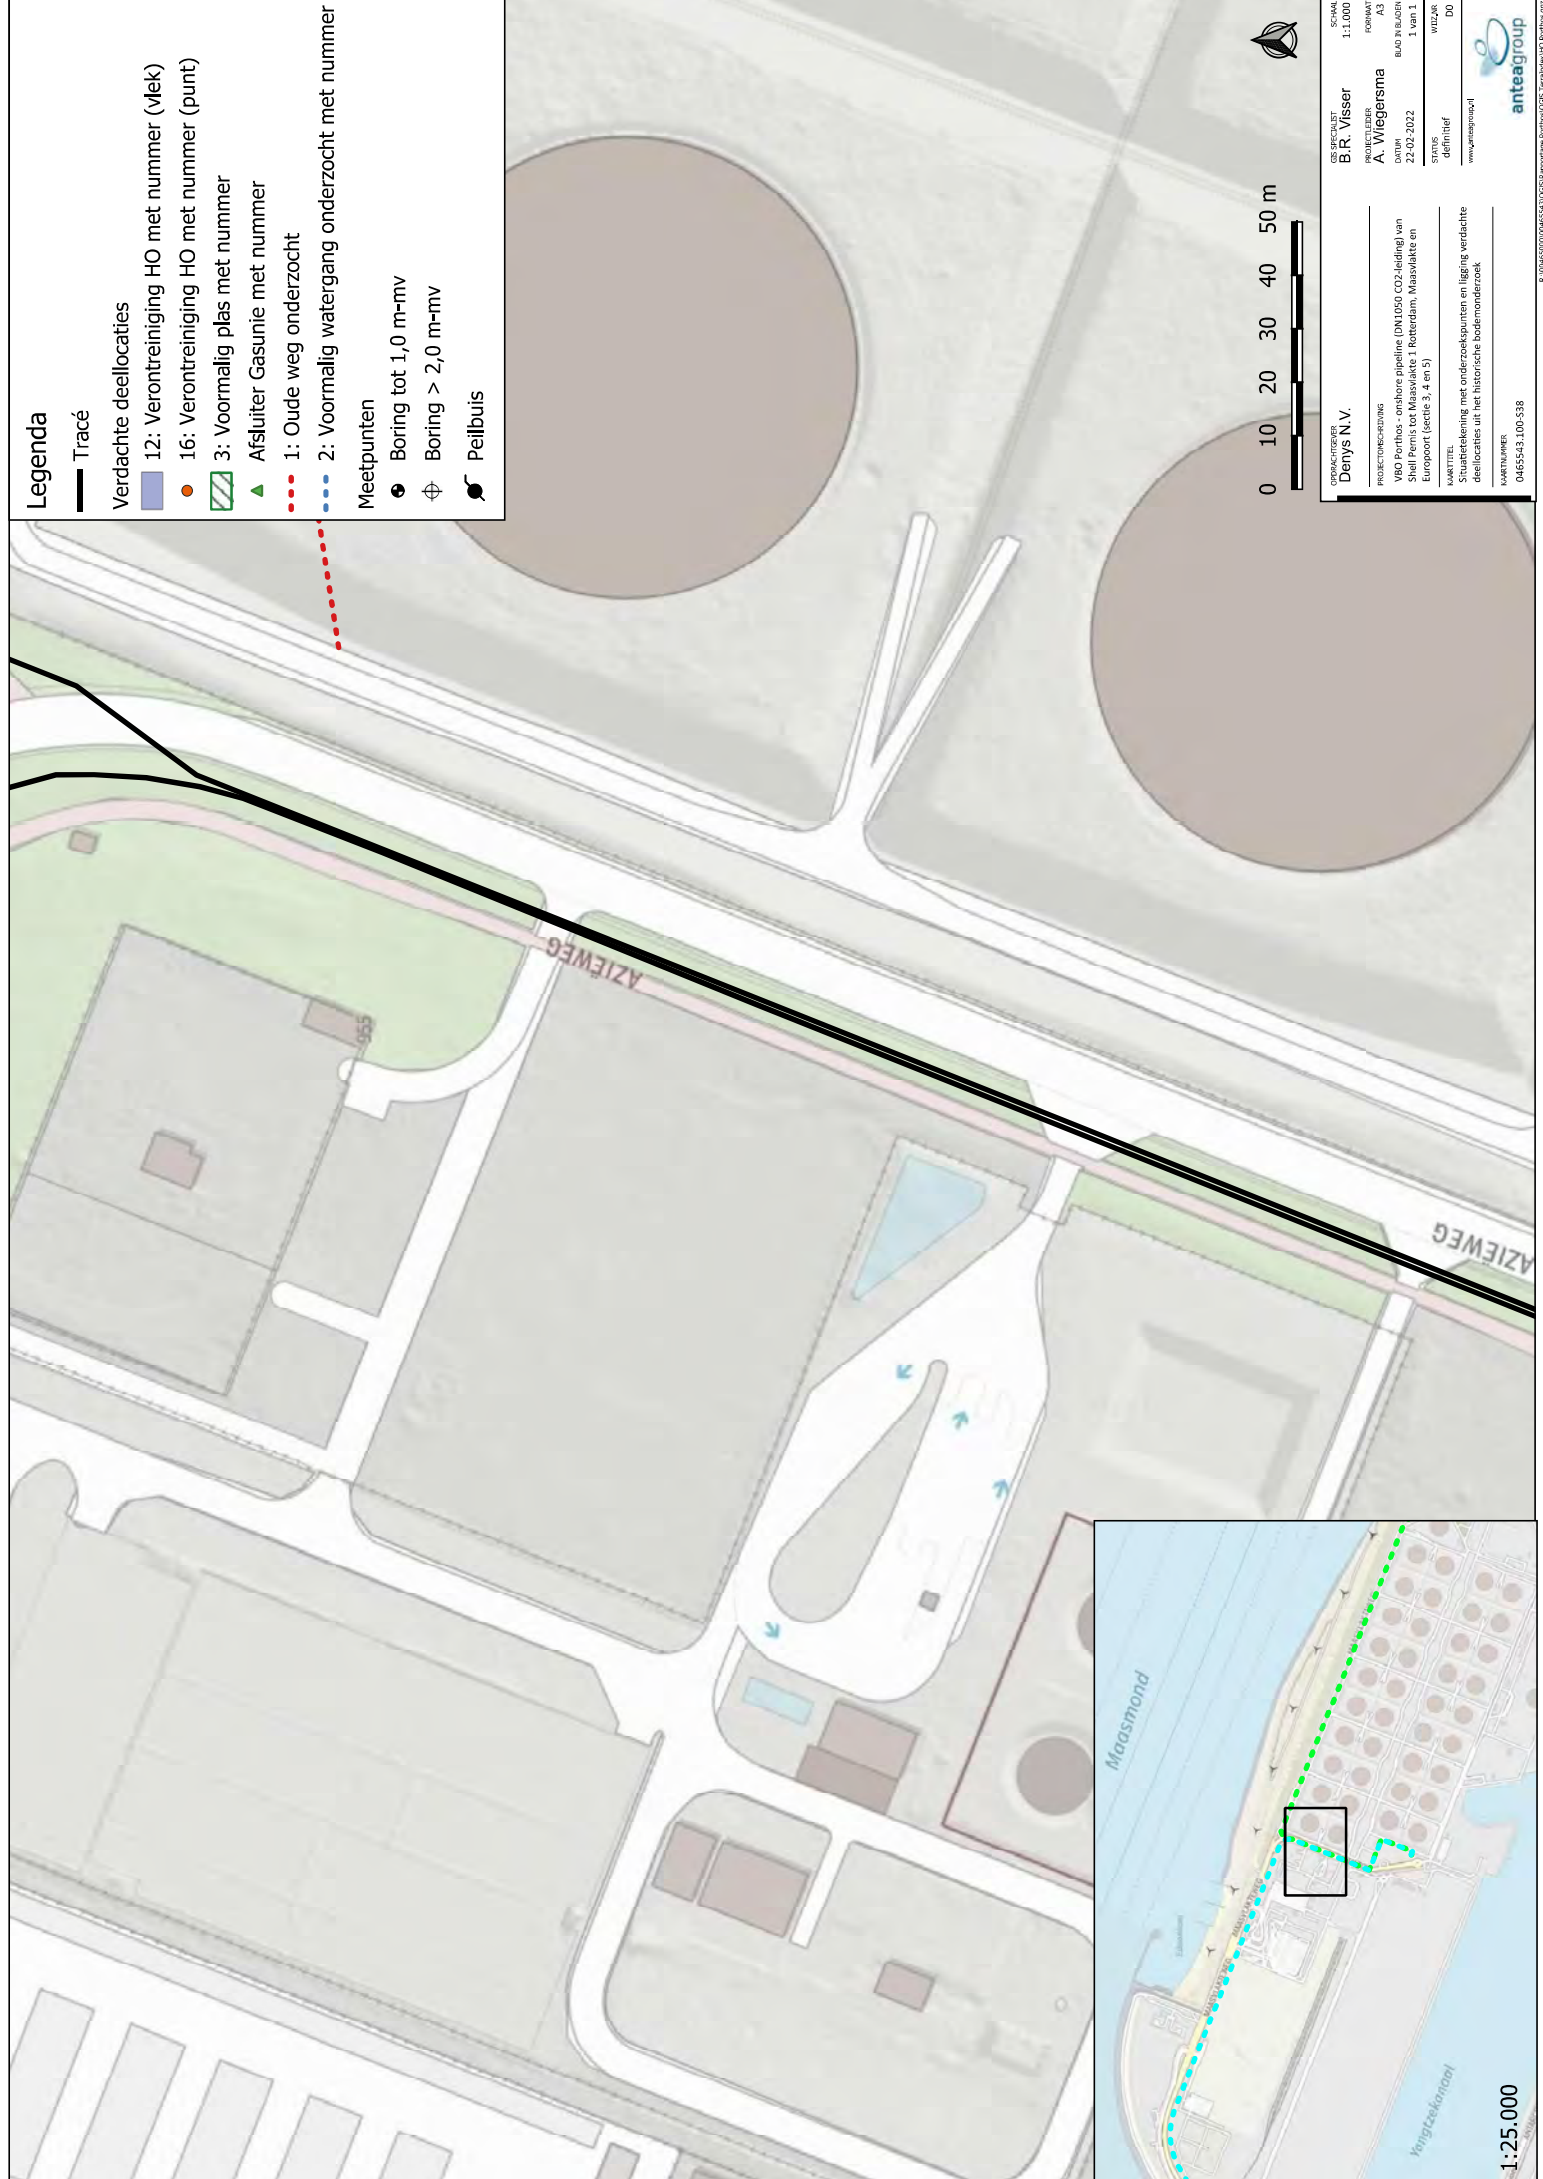 Legenda
Tracé
Verdachte deellocaties
12: Verontreiniging HO met nummer (vlek)
16: Verontreiniging HO met nummer (punt)
3: Voormalig plas met nummer
Afsluiter Gasunie met nummer
1: Oude weg onderzocht
2: Voormalig watergang onderzocht met nummer
Meetpunten
Boring tot 1,0 m-mv
Boring > 2,0 m-mv
Peilbuis
AZIËWEG
955
AZIËWEG
0 10 20 30 40 50 m
OPDRACHTGEVER
Denys N.V.
PROJECTOMSCHRIJVING
VBO Porthos - onshore pipeline (DN1050 CO2-leiding) van
Shell Pernis tot Maasvlakte 1 Rotterdam, Maasvlakte en
Europoort (sectie 3, 4 en 5)
KAARTTITEL
Situatietekening met onderzoekspunten en ligging verdachte
deellocaties uit het historische bodemonderzoek
KAARTNUMMER
0465543.100-S38
GIS SPECIALIST
B.R. Visser
SCHAAL
1:1.000
PROJECTLEIDER
A. Wiegersma
FORMAAT
A3
DATUM
22-02-2022
BLAD IN BLADEN
1 van 1
STATUS
definitief
WIJZ.NR
D0
www.anteagroup.nl
anteagroup
Maasmond
MAASVLAKTEWEG
MAASVLAKTEWEG
Yangtzekanaal
1:25.000